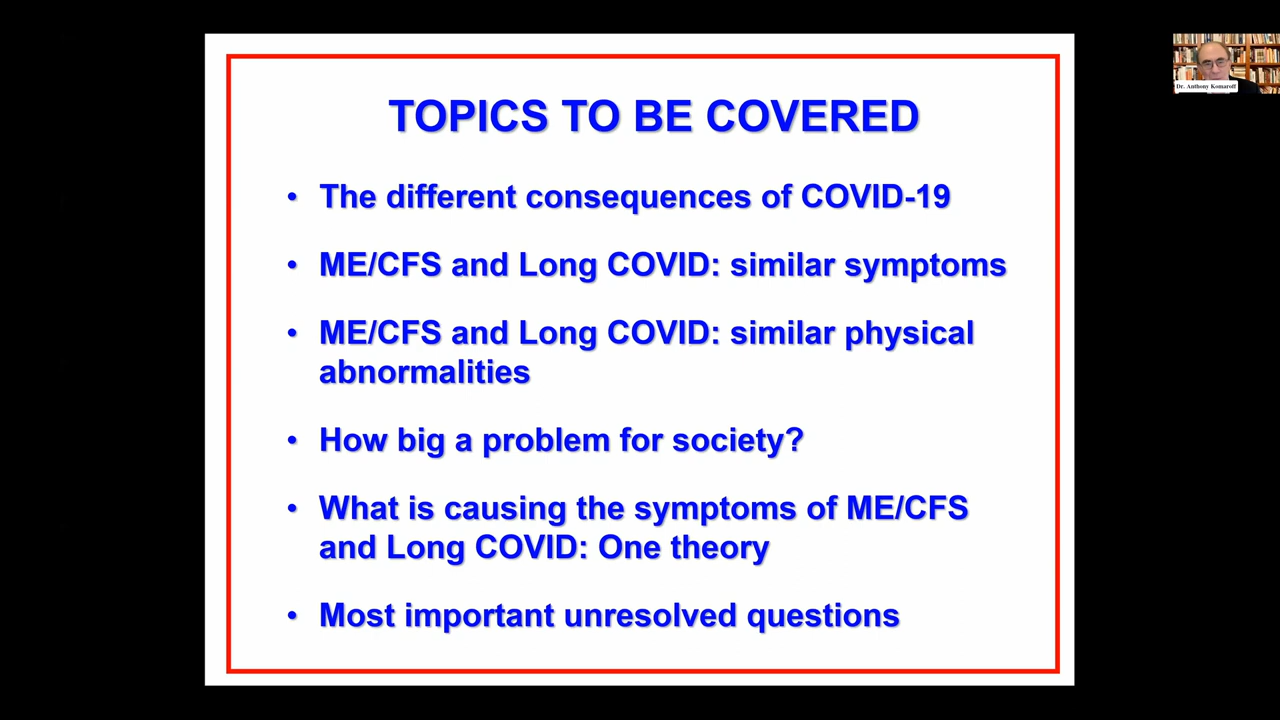 TOPICS TO BE COVERED
• The different consequences of COVID-19
• ME/CFS and Long COVID: similar symptoms
• ME/CFS and Long COVID: similar physical
abnormalities
• How big a problem for society?
• What is causing the symptoms of ME/CFS
and Long COVID: One theory
• Most important unresolved questions
Dr. Anthony Komaroff